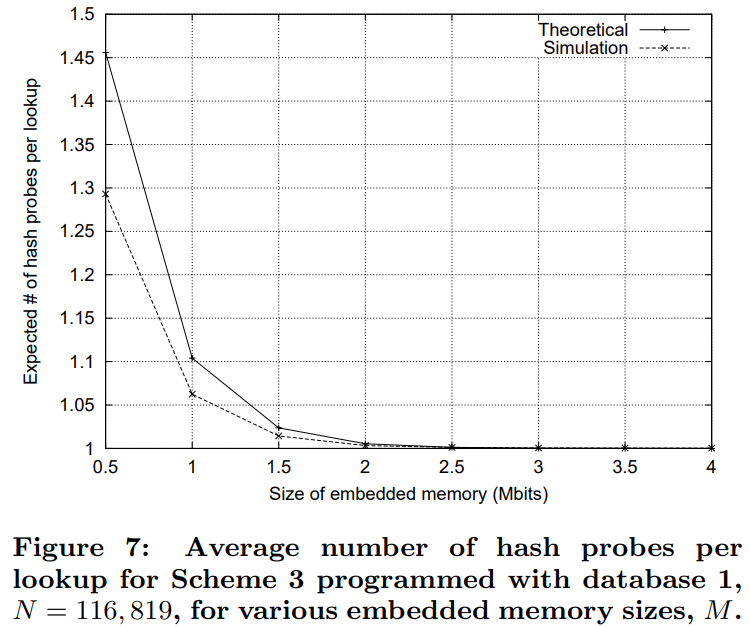 1.5
1.45
1.4
1.35
1.3
1.25
1.2
1.15
1.1
1.05
1
Expected # of hash probes per lookup
Theoretical
Simulation
0.5 1 1.5 2 2.5 3 3.5 4
Size of embedded memory (Mbits)
Figure 7: Average number of hash probes per
lookup for Scheme 3 programmed with database 1,
N = 116,819, for various embedded memory sizes, M.